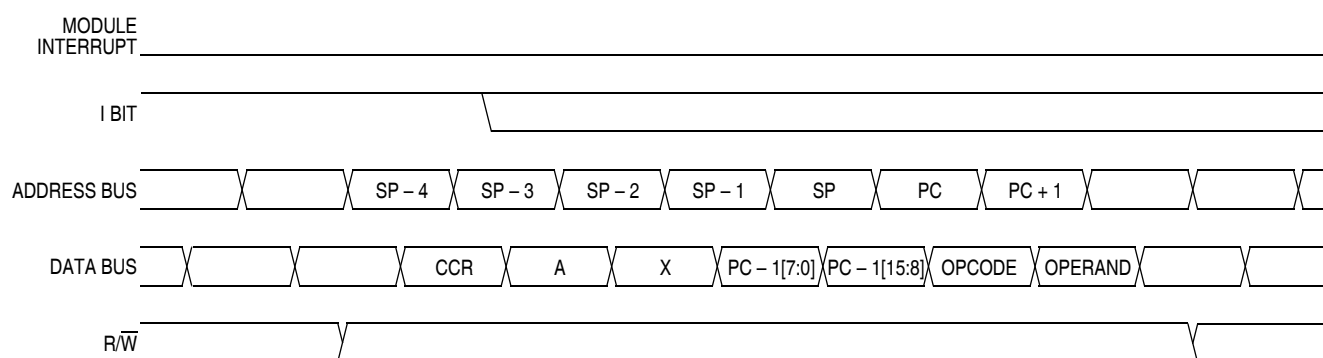 MODULE
INTERRUPT
I BIT
ADDRESS BUS SP – 4 SP – 3 SP – 2 SP – 1 SP PC PC + 1
DATA BUS CCR A X PC – 1[7:0] PC – 1[15:8] OPCODE OPERAND
R/W̅